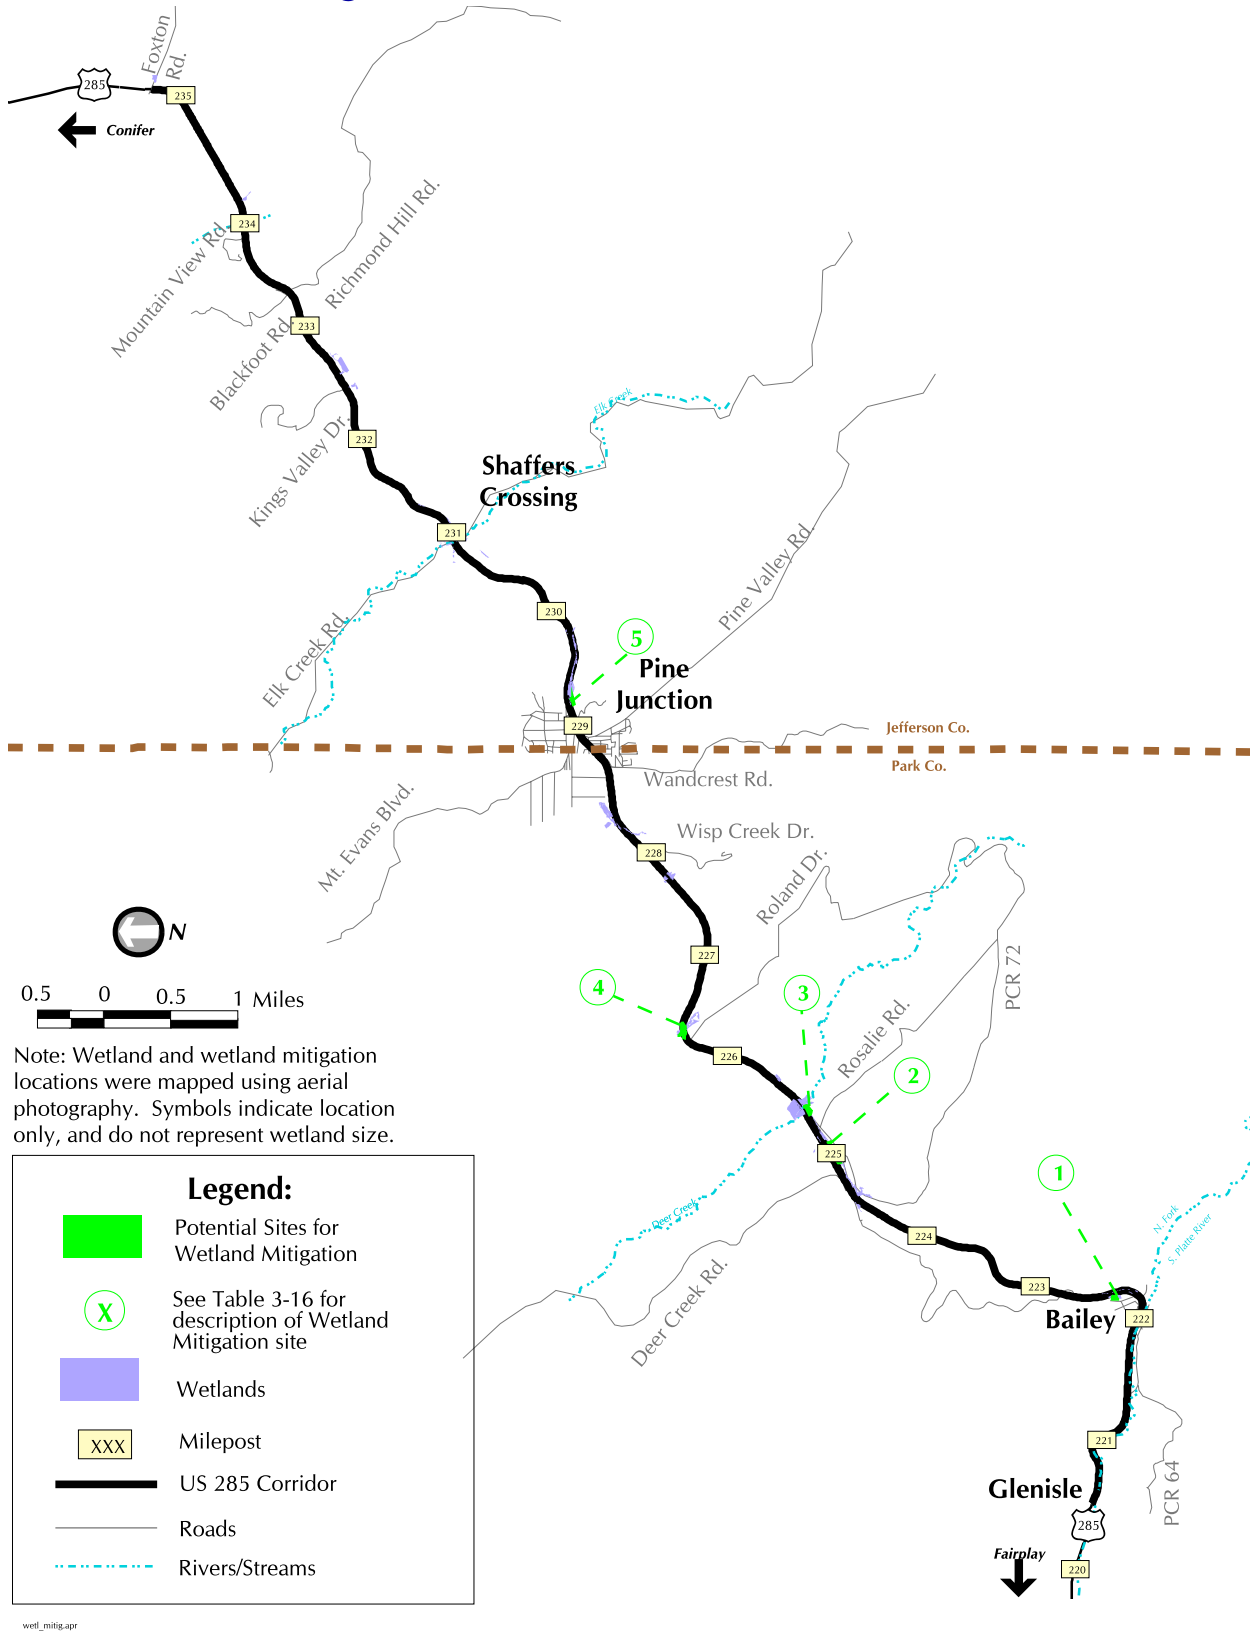 Foxton
Rd.
285
235
Conifer
234
Mountain View Rd.
Richmond Hill Rd.
233
Blackfoot Rd.
232
Kings Valley Dr.
Elk Creek
Shaffers
Crossing
231
230
Pine Valley Rd.
Elk Creek Rd.
5
Pine
Junction
229
Jefferson Co.
Park Co.
Wandcrest Rd.
Mt. Evans Blvd.
Wisp Creek Dr.
228
Roland Dr.
N
227
PCR 72
4
3
0.5 0 0.5 1 Miles
Rosalie Rd.
226
2
Note: Wetland and wetland mitigation
locations were mapped using aerial
photography. Symbols indicate location
only, and do not represent wetland size.
225
1
Deer Creek
N. Fork
S. Platte River
224
Deer Creek Rd.
223
Bailey
222
221
Glenisle
PCR 64
285
Fairplay
220
Legend:
Potential Sites for
Wetland Mitigation
X
See Table 3-16 for
description of Wetland
Mitigation site
Wetlands
XXX
Milepost
US 285 Corridor
Roads
Rivers/Streams
wetl_mitig.apr